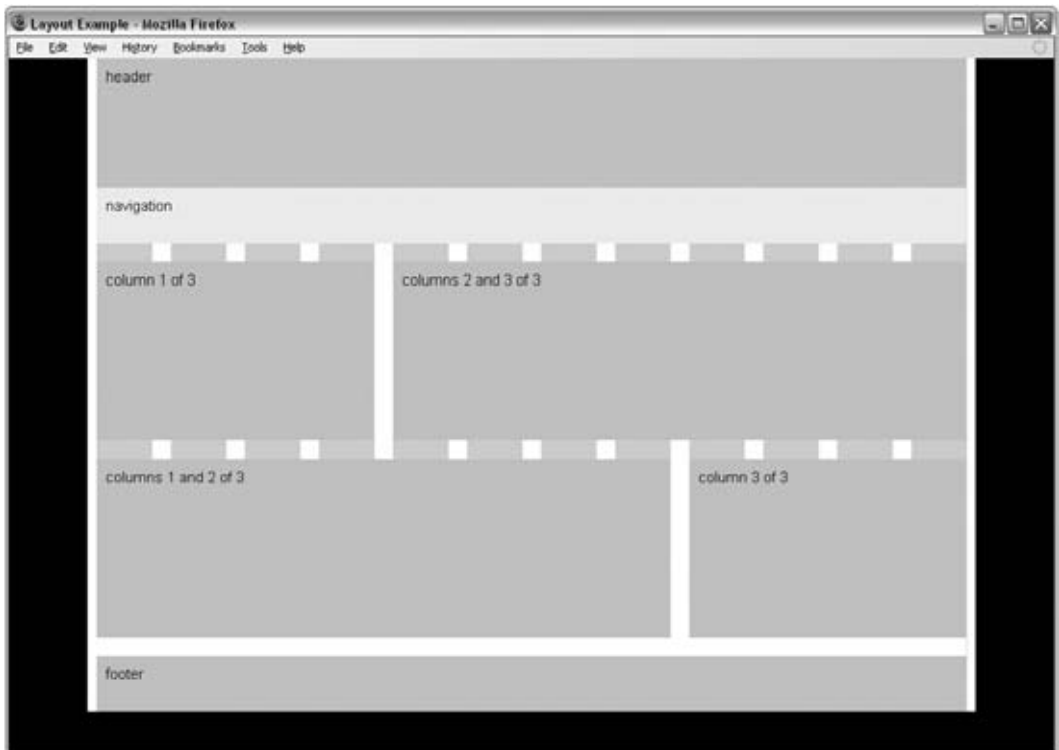 Layout Example - Mozilla Firefox
File Edit View History Bookmarks Tools Help
header
navigation
column 1 of 3
columns 2 and 3 of 3
columns 1 and 2 of 3
column 3 of 3
footer